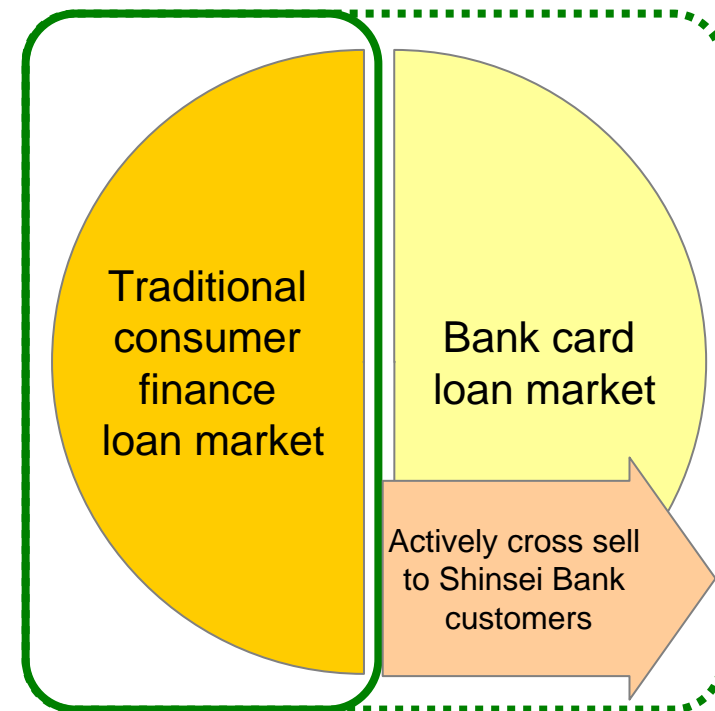 Traditional
consumer
finance
loan market
Bank card
loan market
Actively cross sell
to Shinsei Bank
customers